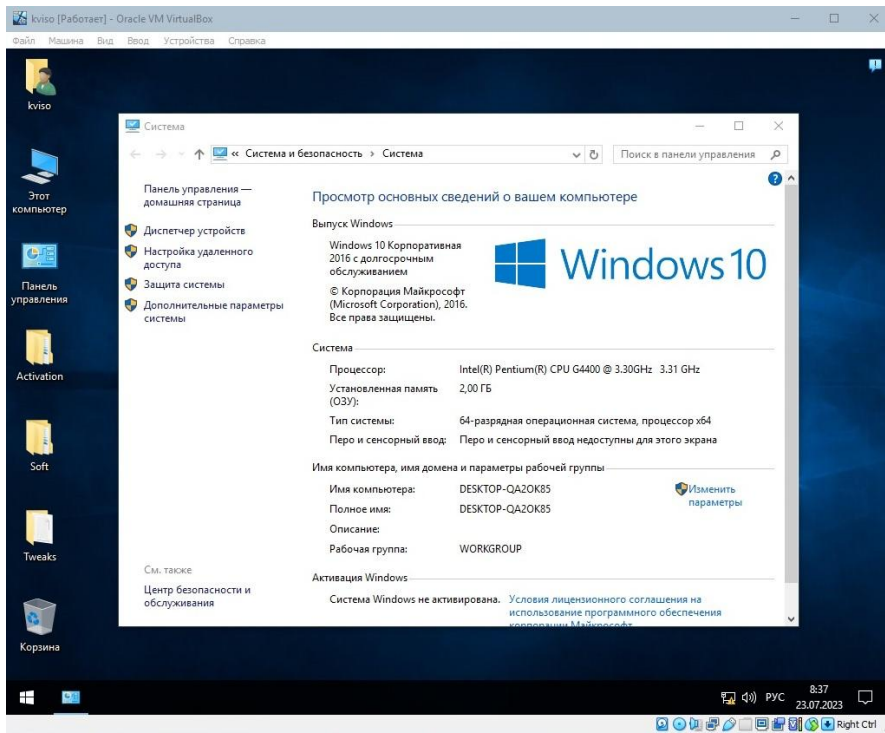 kviso [Работает] - Oracle VM VirtualBox
Файл Машина Вид Ввод Устройства Справка
kviso
Этот
компьютер
Панель
управления
Activation
Soft
Tweaks
Корзина
Система
« Система и безопасность › Система
Поиск в панели управления
Панель управления —
домашняя страница
Диспетчер устройств
Настройка удаленного
доступа
Защита системы
Дополнительные параметры
системы
См. также
Центр безопасности и
обслуживания
Просмотр основных сведений о вашем компьютере
Выпуск Windows
Windows 10 Корпоративная
2016 с долгосрочным
обслуживанием
© Корпорация Майкрософт
(Microsoft Corporation), 2016.
Все права защищены.
Windows 10
Система
Процессор: Intel(R) Pentium(R) CPU G4400 @ 3.30GHz 3.31 GHz
Установленная память 2,00 ГБ
(ОЗУ):
Тип системы: 64-разрядная операционная система, процессор x64
Перо и сенсорный ввод: Перо и сенсорный ввод недоступны для этого экрана
Имя компьютера, имя домена и параметры рабочей группы
Имя компьютера: DESKTOP-QA2OK85
Изменить
параметры
Полное имя: DESKTOP-QA2OK85
Описание:
Рабочая группа: WORKGROUP
Активация Windows
Система Windows не активирована. Условия лицензионного соглашения на
использование программного обеспечения
корпорации Майкрософт
РУС
8:37
23.07.2023
Right Ctrl